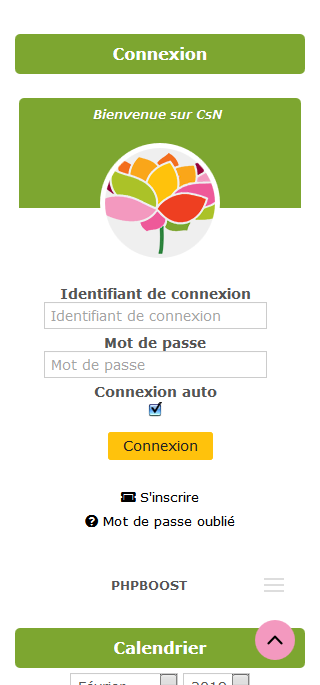 Connexion
Bienvenue sur CsN
Identifiant de connexion
Identifiant de connexion
Mot de passe
Mot de passe
Connexion auto
Connexion
S'inscrire
Mot de passe oublié
PHPBOOST
Calendrier
Février 2019